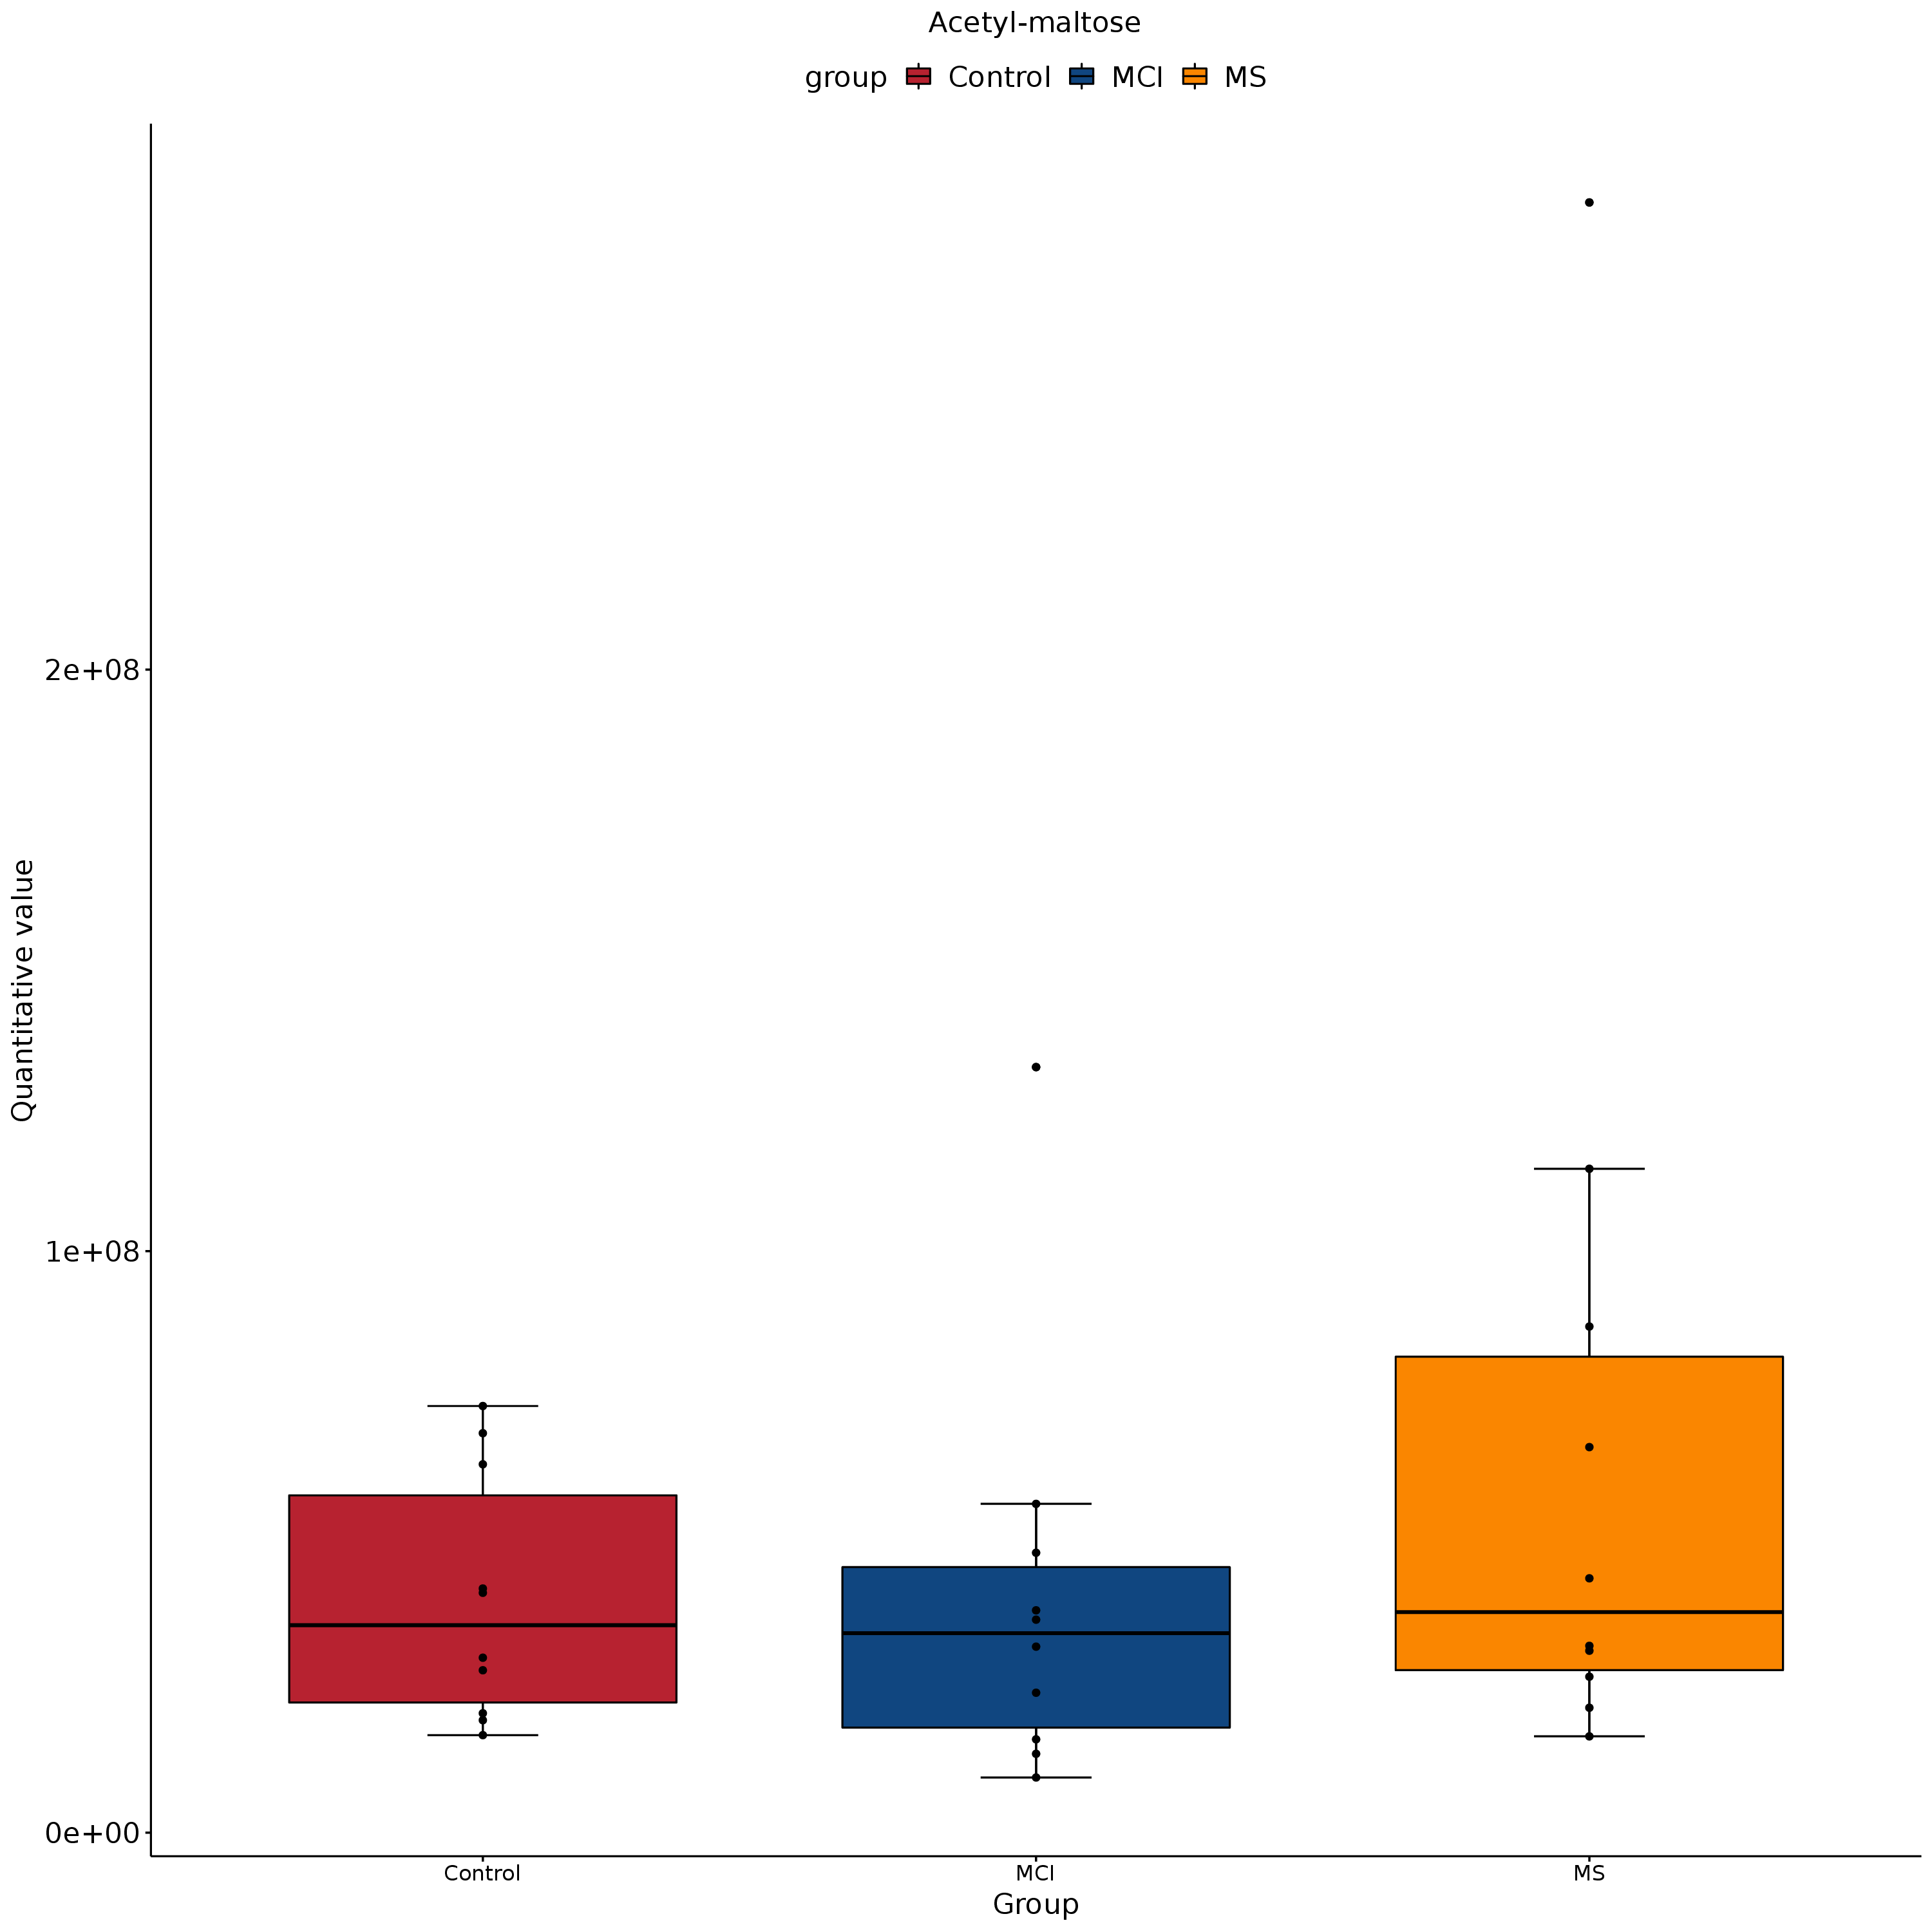 Acetyl-maltose
group Control MCI MS
Quantitative value
2e+08
1e+08
0e+00
Control MCI MS
Group